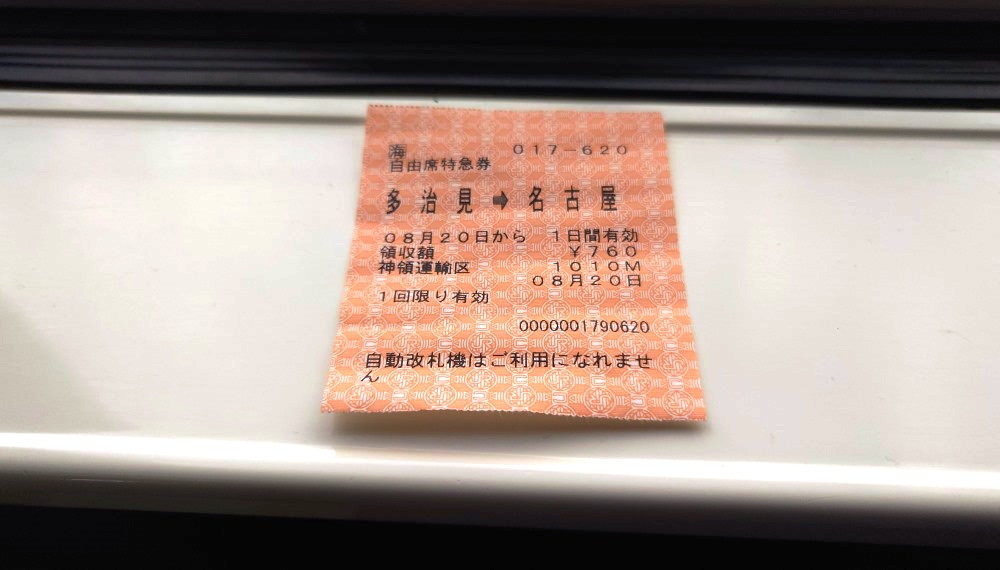 海 017-620
自由席特急券
多治見➡名古屋
08月20日から 1日間有効
領収額 ¥760
神領運輸区 1010M
08月20日
1回限り有効
0000001790620
自動改札機はご利用になれませ
ん